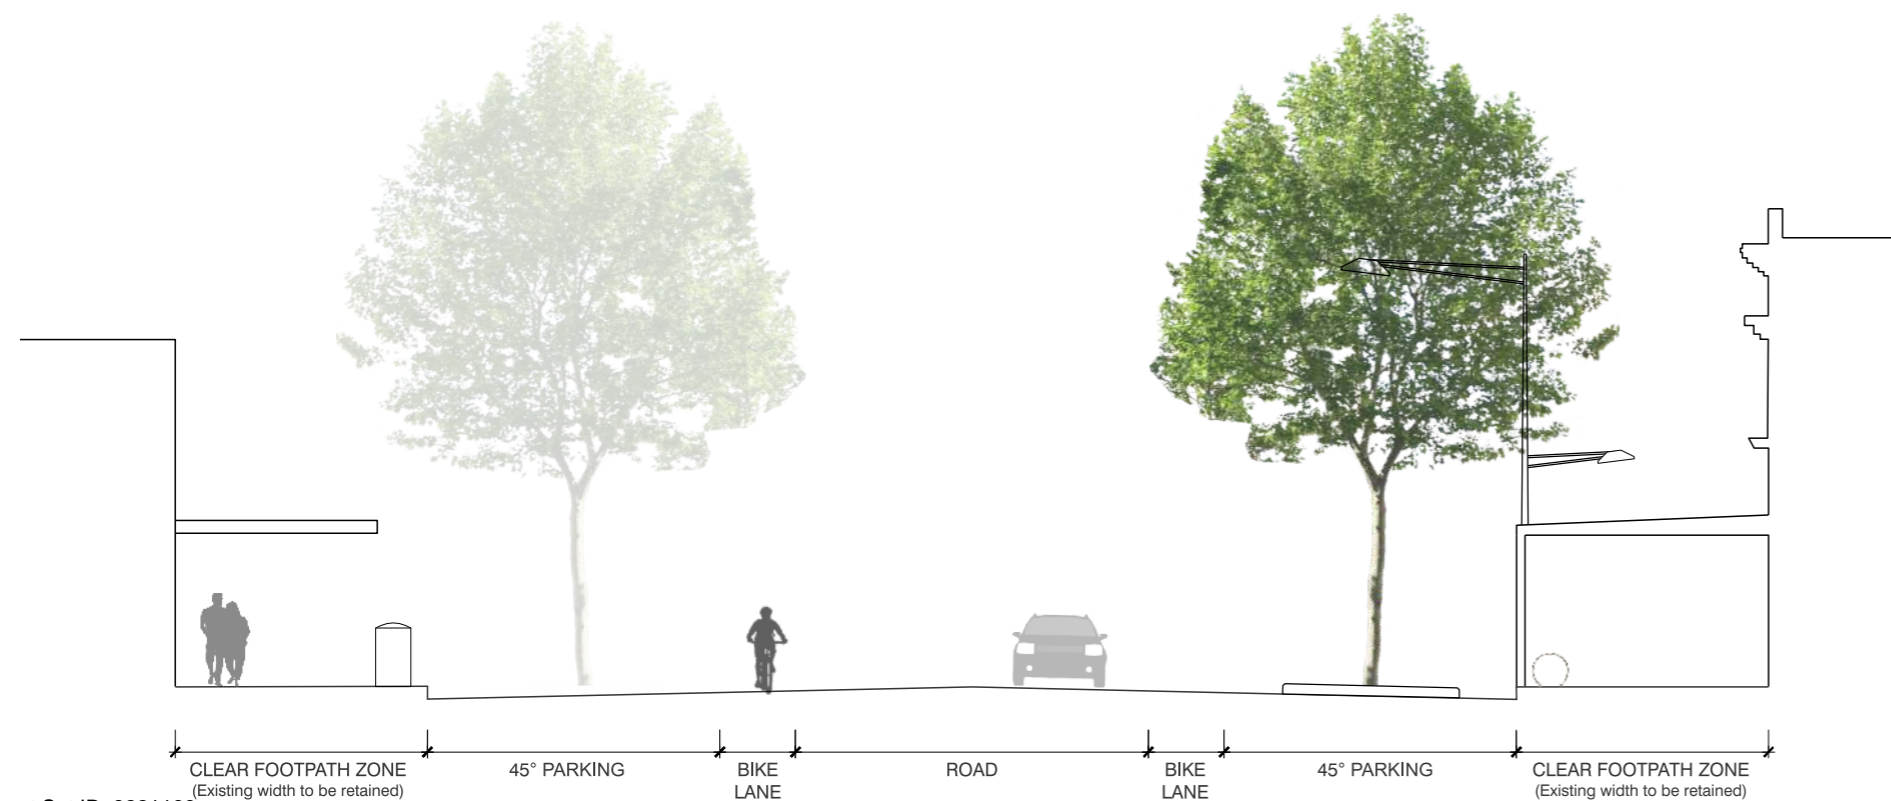 CLEAR FOOTPATH ZONE
(Existing width to be retained)
45° PARKING
BIKE
LANE
ROAD
BIKE
LANE
45° PARKING
CLEAR FOOTPATH ZONE
(Existing width to be retained)